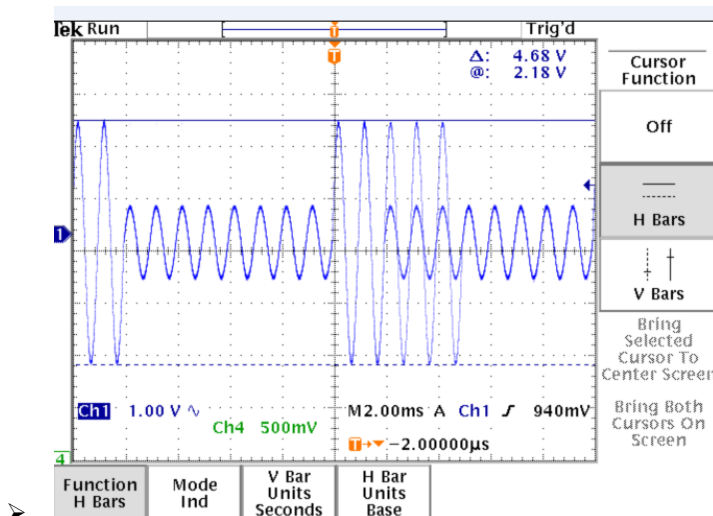 Tek Run Trig'd
T
T
Δ: 4.68 V
@: 2.18 V
1
Ch1 1.00 V
Ch4 500mV
M 2.00ms A Ch1 940mV
T −2.00000µs
4
Cursor
Function
Off
H Bars
V Bars
Bring
Selected
Cursor To
Center Screen
Bring Both
Cursors On
Screen
Function
H Bars
Mode
Ind
V Bar
Units
Seconds
H Bar
Units
Base